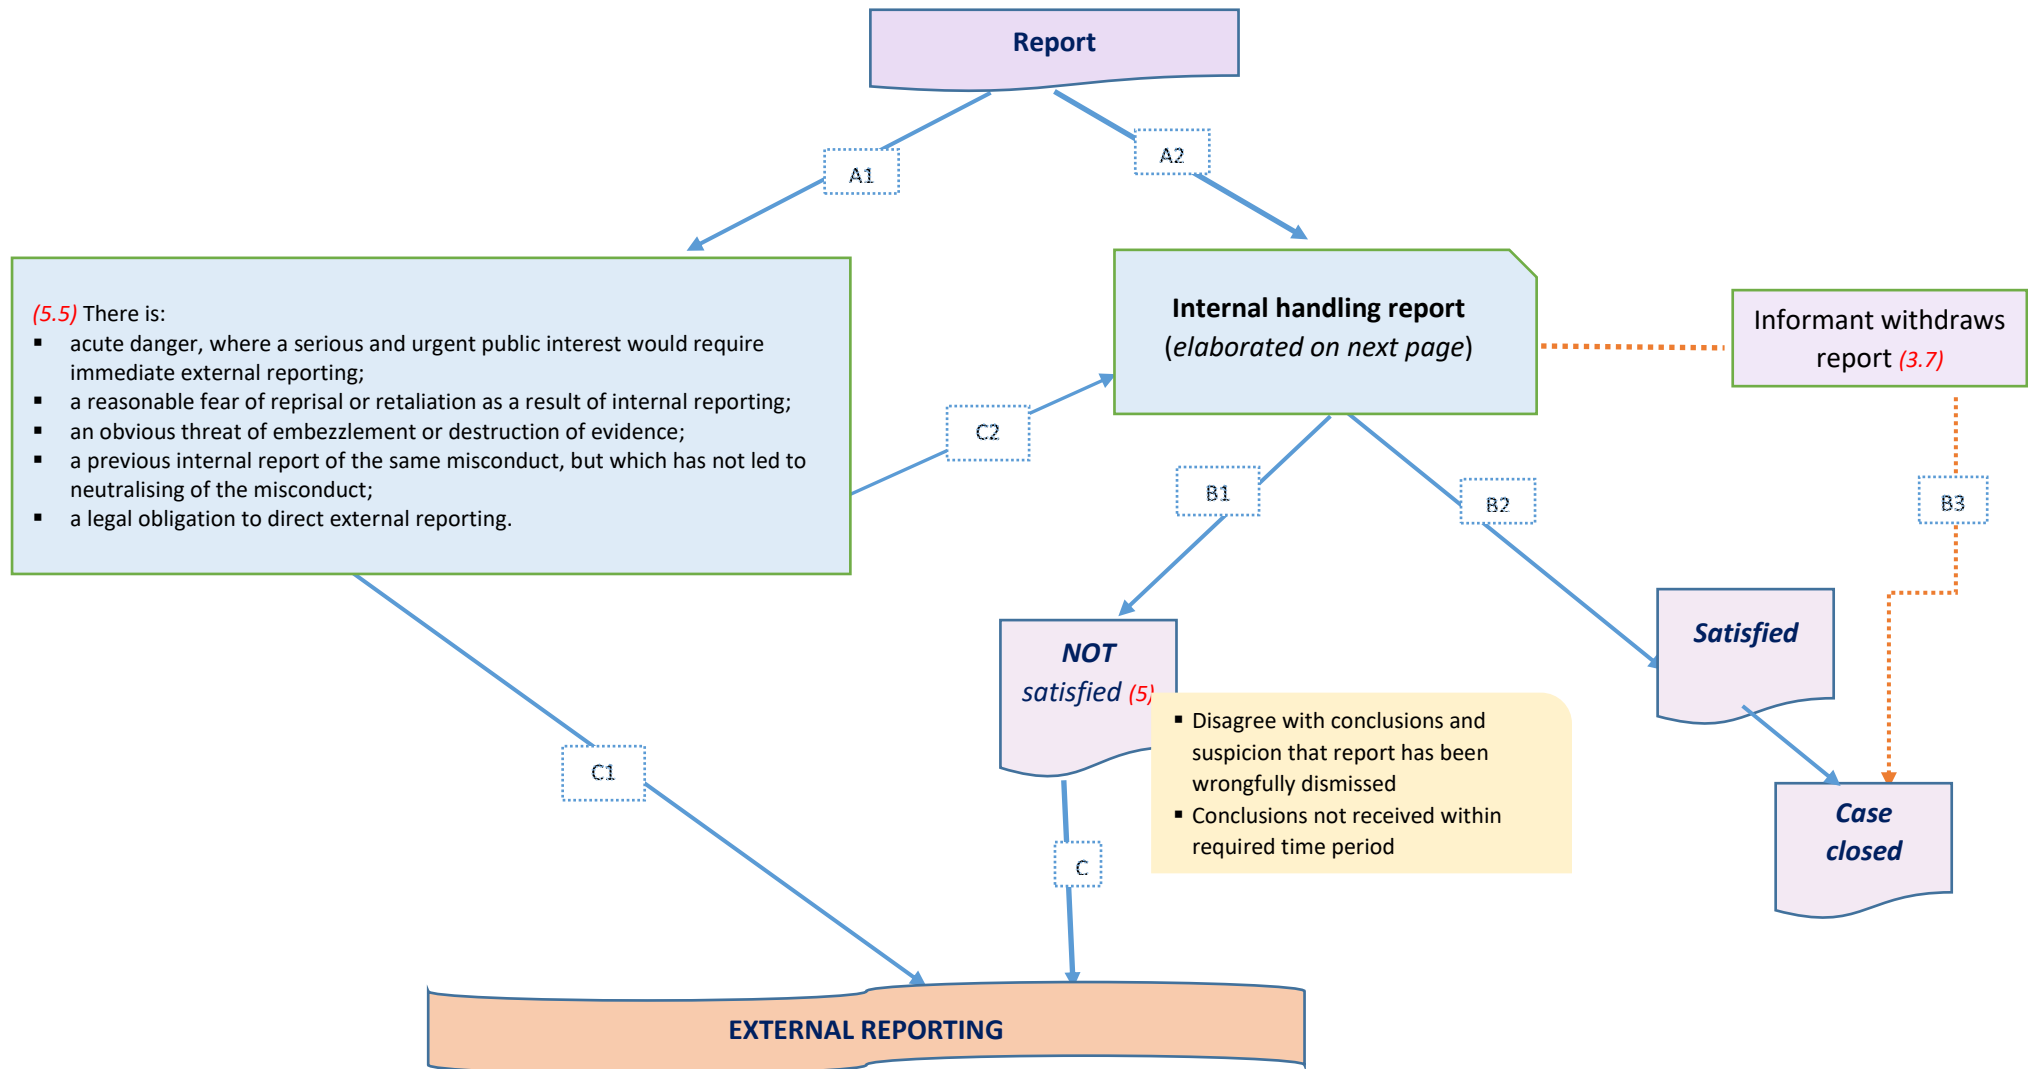 Report
A1
A2
(5.5) There is:
▪ acute danger, where a serious and urgent public interest would require
immediate external reporting;
▪ a reasonable fear of reprisal or retaliation as a result of internal reporting;
▪ an obvious threat of embezzlement or destruction of evidence;
▪ a previous internal report of the same misconduct, but which has not led to
neutralising of the misconduct;
▪ a legal obligation to direct external reporting.
Internal handling report
(elaborated on next page)
Informant withdraws
report (3.7)
C2
B1
B2
B3
NOT
satisfied (5)
Satisfied
▪ Disagree with conclusions and
suspicion that report has been
wrongfully dismissed
▪ Conclusions not received within
required time period
C1
C
Case
closed
EXTERNAL REPORTING